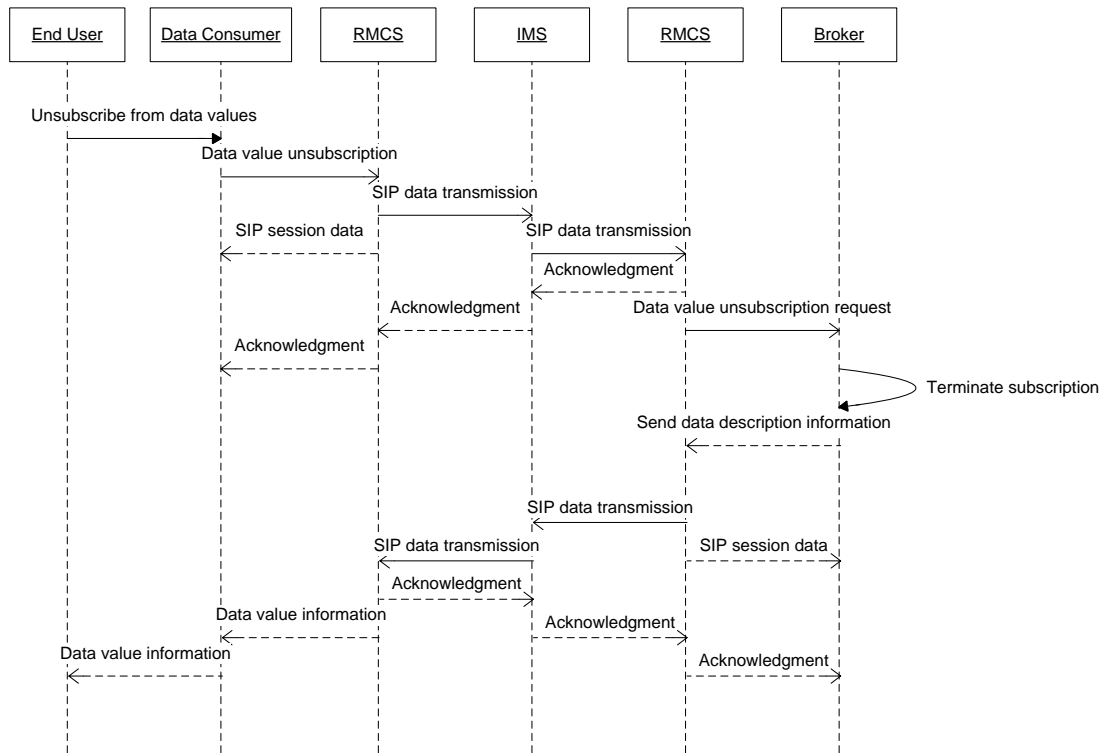 End User
Data Consumer
RMCS
IMS
RMCS
Broker
Unsubscribe from data values
Data value unsubscription
SIP data transmission
SIP session data
SIP data transmission
Acknowledgment
Acknowledgment
Data value unsubscription request
Acknowledgment
Terminate subscription
Send data description information
SIP data transmission
SIP data transmission
SIP session data
Acknowledgment
Data value information
Acknowledgment
Data value information
Acknowledgment